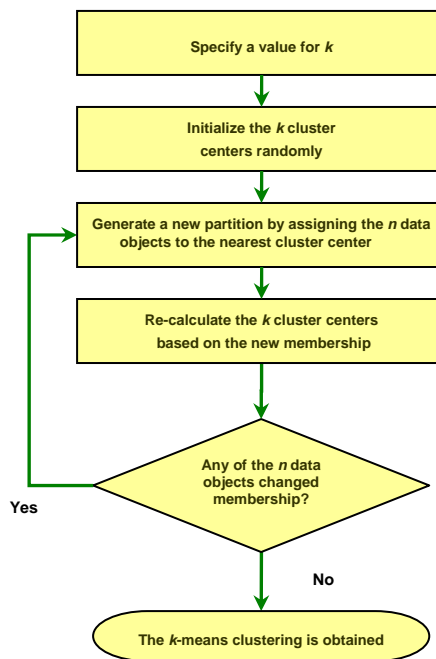 Specify a value for k
Initialize the k cluster
centers randomly
Generate a new partition by assigning the n data
objects to the nearest cluster center
Re-calculate the k cluster centers
based on the new membership
Any of the n data
objects changed
membership?
Yes
No
The k-means clustering is obtained